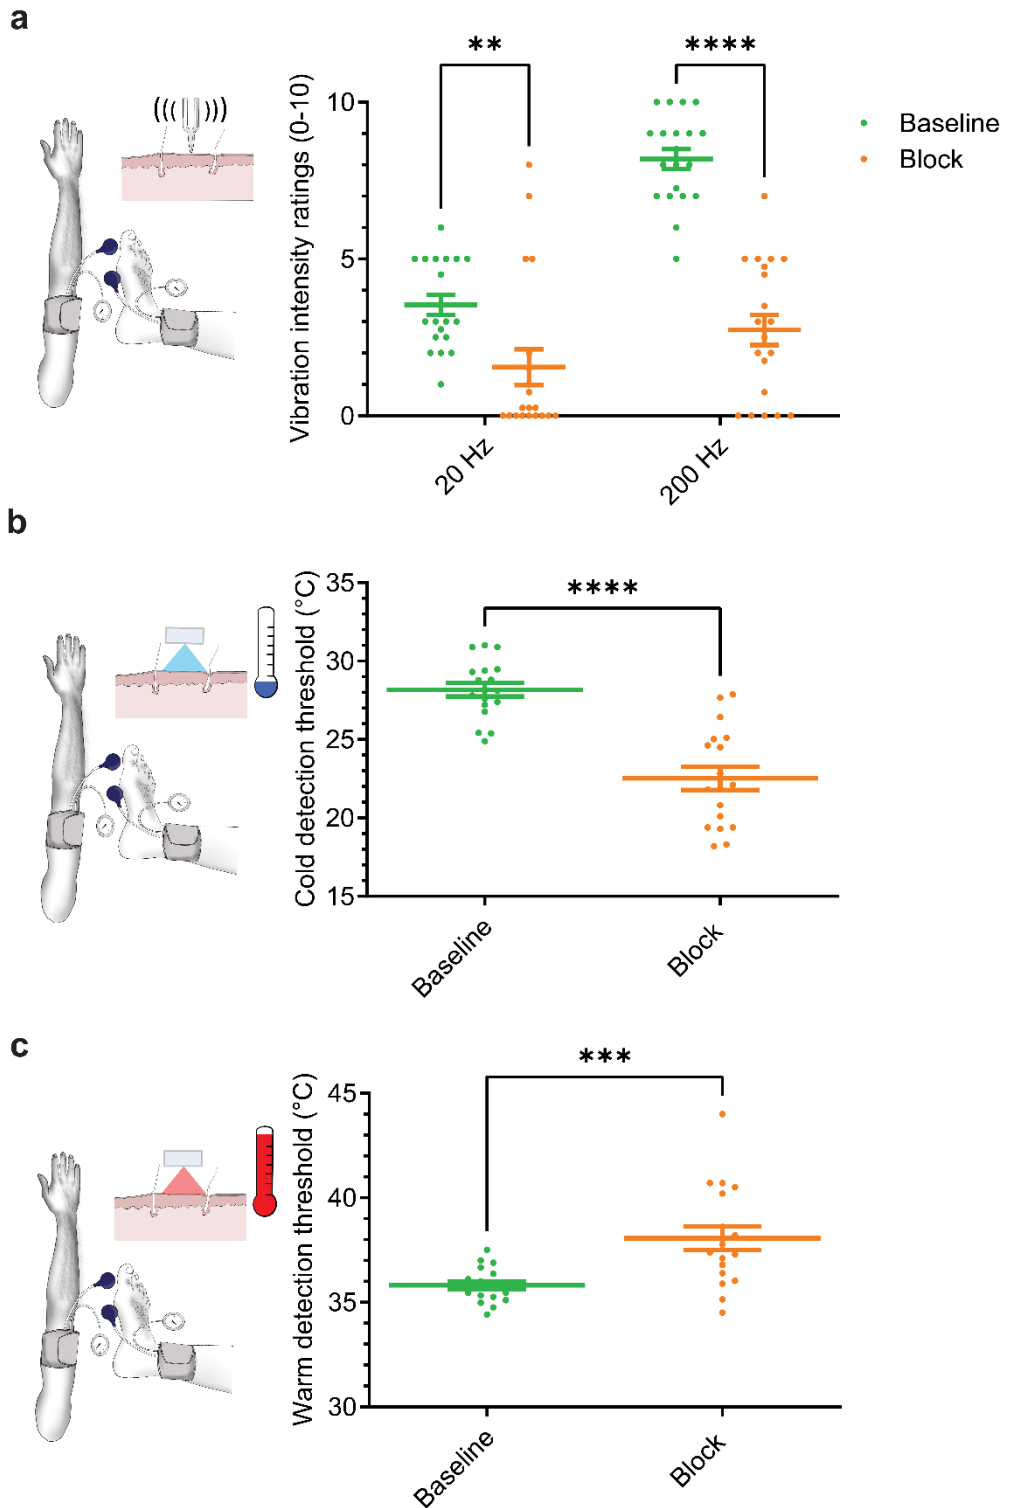 a
**
****
Vibration intensity ratings (0-10)
10
5
0
20 Hz
200 Hz
Baseline
Block
b
****
Cold detection threshold (°C)
35
30
25
20
15
Baseline
Block
c
***
Warm detection threshold (°C)
45
40
35
30
Baseline
Block